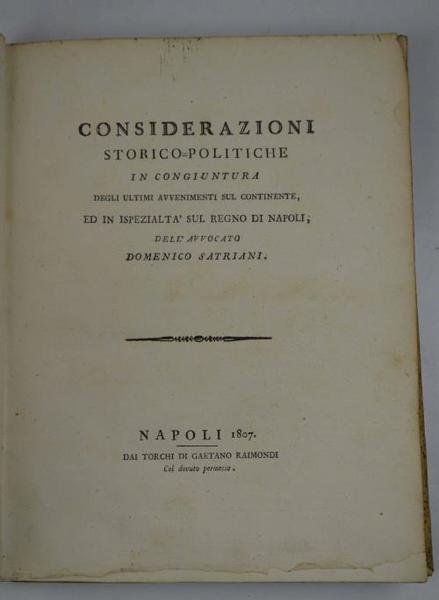 CONSIDERAZIONI
STORICO=POLITICHE
IN CONGIUNTURA
DEGLI ULTIMI AVVENIMENTI SUL CONTINENTE,
ED IN ISPEZIALTA' SUL REGNO DI NAPOLI;
DELL'AVVOCATO
DOMENICO SATRIANI.
NAPOLI 1807.
DAI TORCHI DI GAETANO RAIMONDI
Col dovuto permesso.